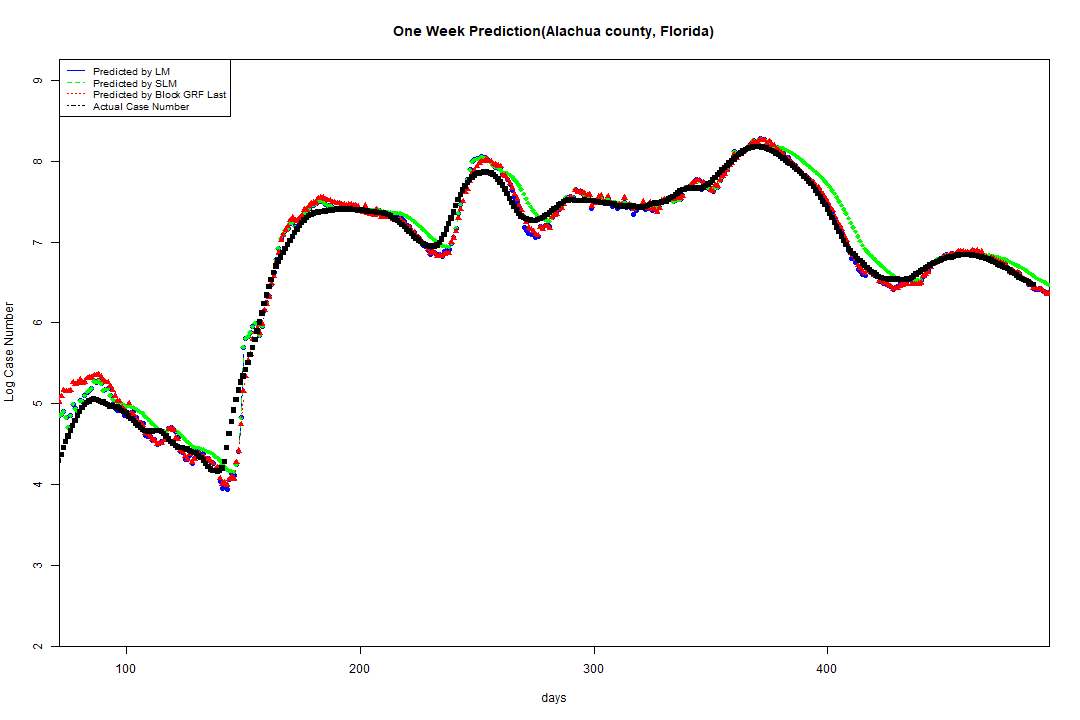 One Week Prediction(Alachua county, Florida)
Predicted by LM
Predicted by SLM
Predicted by Block GRF Last
Actual Case Number
9
8
7
6
5
4
3
2
Log Case Number
100 200 300 400
days